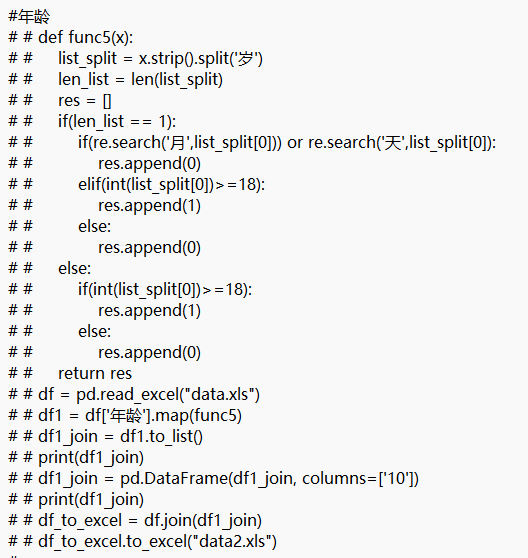 #年龄
# # def func5(x):
# #     list_split = x.strip().split('岁')
# #     len_list = len(list_split)
# #     res = []
# #     if(len_list == 1):
# #         if(re.search('月',list_split[0])) or re.search('天',list_split[0]):
# #             res.append(0)
# #         elif(int(list_split[0])>=18):
# #             res.append(1)
# #         else:
# #             res.append(0)
# #     else:
# #         if(int(list_split[0])>=18):
# #             res.append(1)
# #         else:
# #             res.append(0)
# #     return res
# # df = pd.read_excel("data.xls")
# # df1 = df['年龄'].map(func5)
# # df1_join = df1.to_list()
# # print(df1_join)
# # df1_join = pd.DataFrame(df1_join, columns=['10'])
# # print(df1_join)
# # df_to_excel = df.join(df1_join)
# # df_to_excel.to_excel("data2.xls")